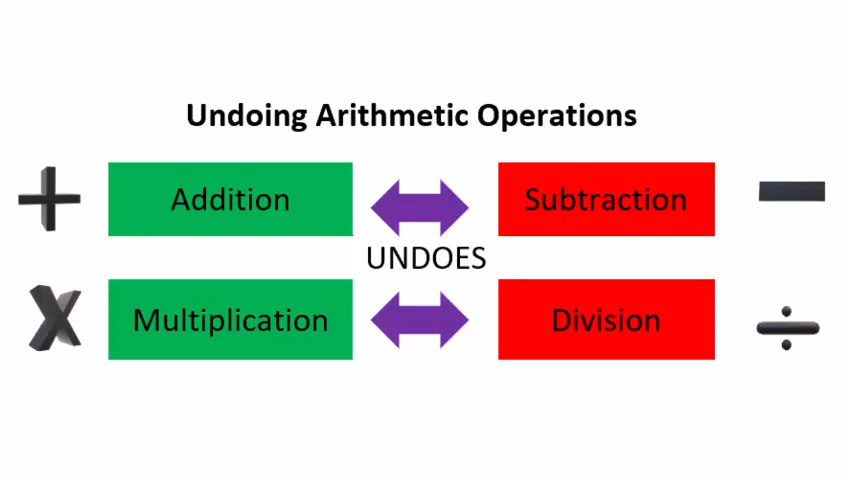 Undoing Arithmetic Operations
+ Addition Subtraction −
UNDOES
X Multiplication Division ÷